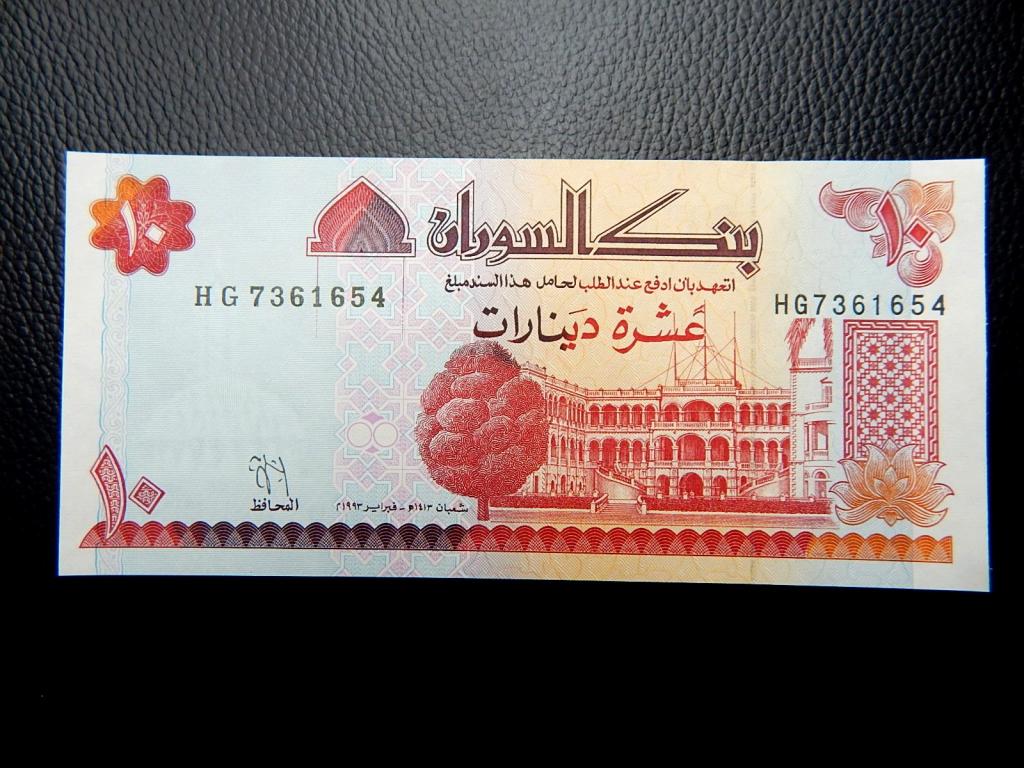 ١٠
بنك السودان
١٠
اتعهد بان ادفع عند الطلب لحامل هذا السند مبلغ
HG7361654
HG7361654
عشرة دينارات
١٠
المحافظ
شعبان ١٤١٣ه - فبراير ١٩٩٣م